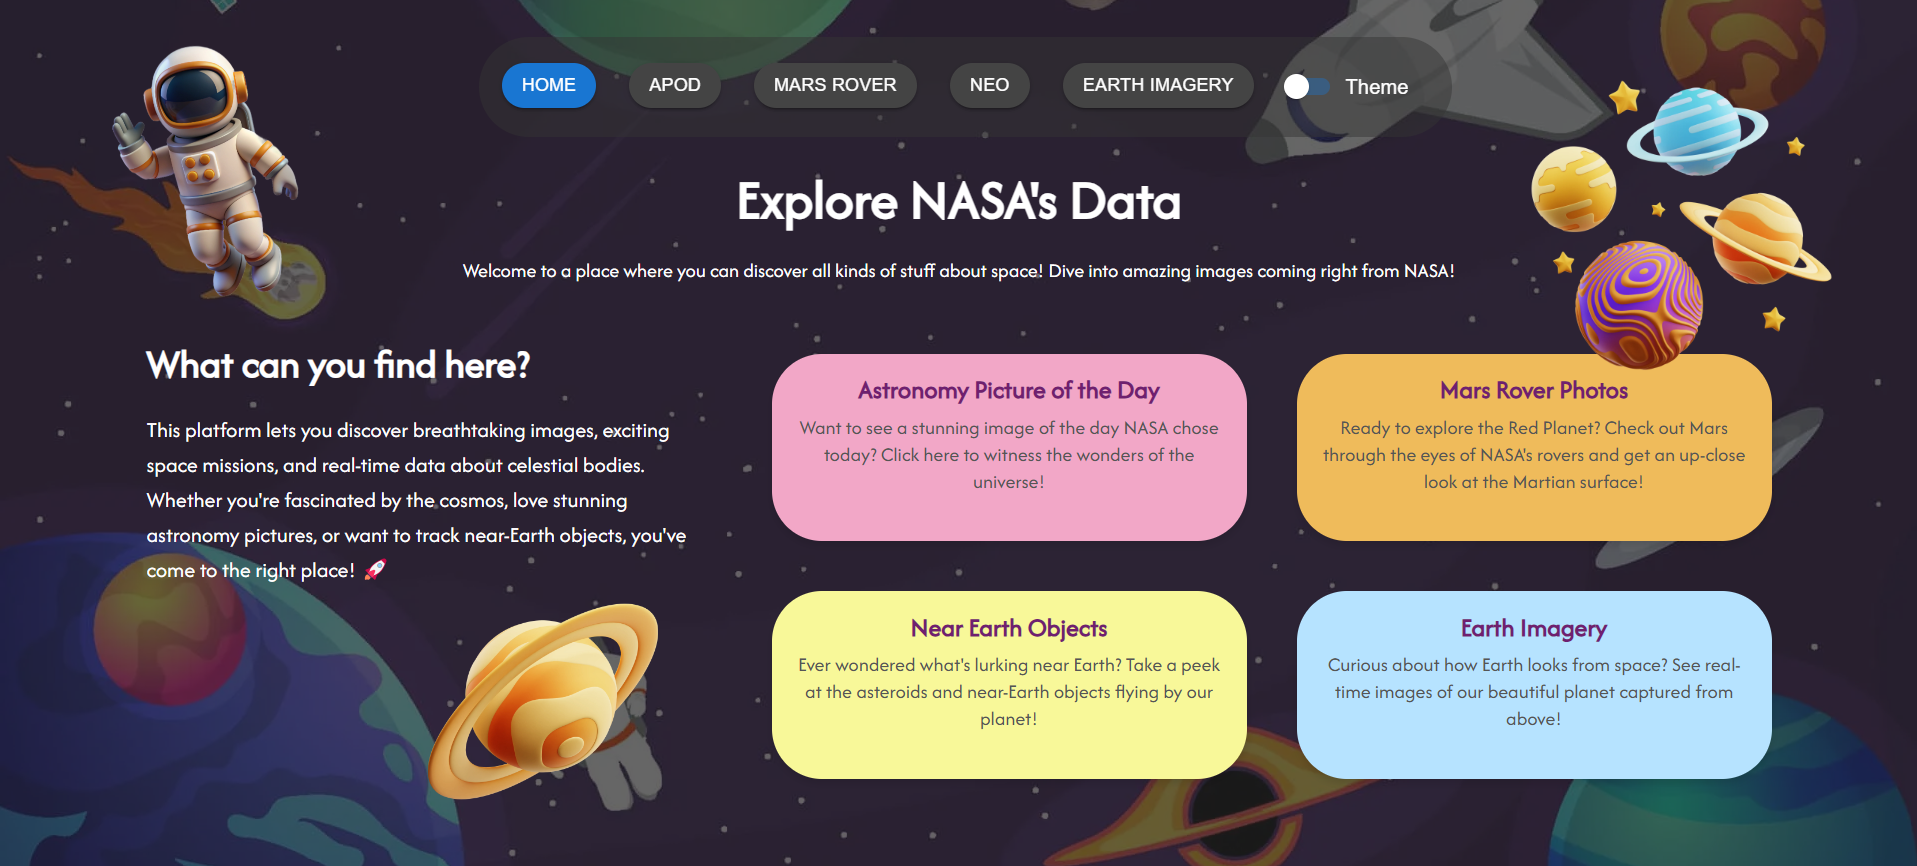 HOME APOD MARS ROVER NEO EARTH IMAGERY Theme
Explore NASA's Data
Welcome to a place where you can discover all kinds of stuff about space! Dive into amazing images coming right from NASA!
What can you find here?
This platform lets you discover breathtaking images, exciting
space missions, and real-time data about celestial bodies.
Whether you're fascinated by the cosmos, love stunning
astronomy pictures, or want to track near-Earth objects, you've
come to the right place! 🚀
Astronomy Picture of the Day
Want to see a stunning image of the day NASA chose
today? Click here to witness the wonders of the
universe!
Mars Rover Photos
Ready to explore the Red Planet? Check out Mars
through the eyes of NASA's rovers and get an up-close
look at the Martian surface!
Near Earth Objects
Ever wondered what's lurking near Earth? Take a peek
at the asteroids and near-Earth objects flying by our
planet!
Earth Imagery
Curious about how Earth looks from space? See real-
time images of our beautiful planet captured from
above!